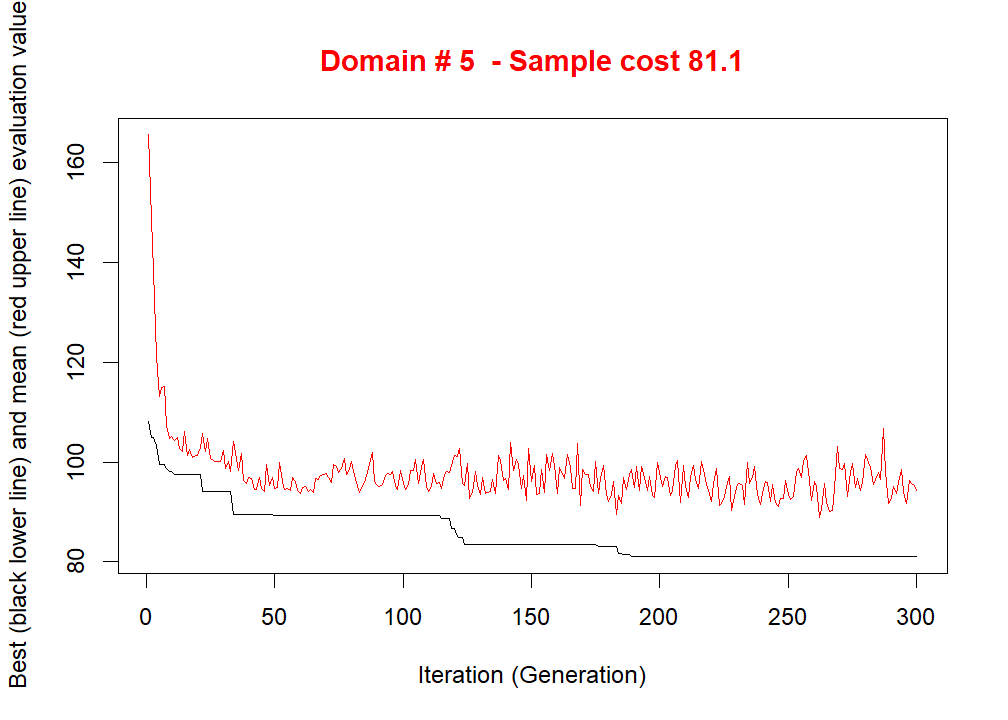 Domain # 5  - Sample cost 81.1
Best (black lower line) and mean (red upper line) evaluation value
160
140
120
100
80
0 50 100 150 200 250 300
Iteration (Generation)